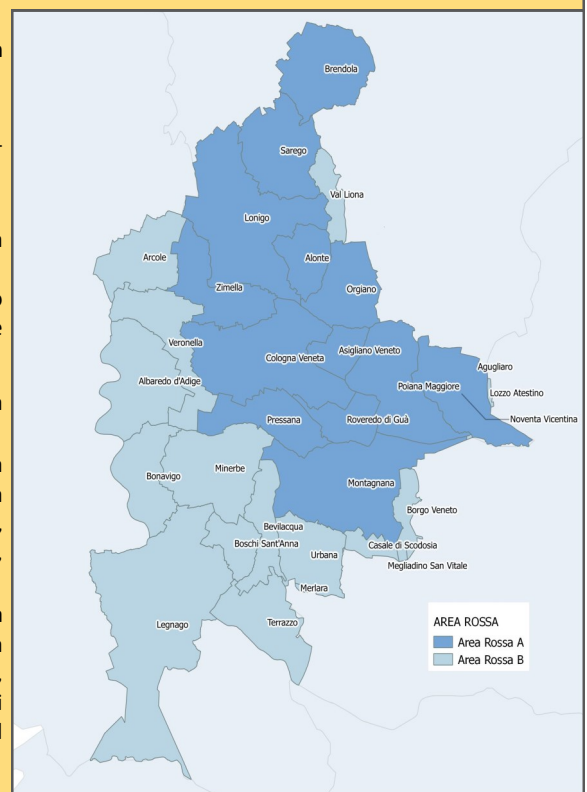 Brendola
Sarego
Val Liona
Lonigo
Arcole
Alonte
Zimella
Orgiano
Veronella
Asigliano Veneto
Cologna Veneta
Agugliaro
Albaredo d'Adige
Poiana Maggiore
Lozzo Atestino
Noventa Vicentina
Pressana
Roveredo di Guà
Minerbe
Bonavigo
Montagnana
Borgo Veneto
Bevilacqua
Boschi Sant'Anna
Casale di Scodosia
Urbana
Megliadino San Vitale
Merlara
Legnago
Terrazzo
AREA ROSSA
Area Rossa A
Area Rossa B